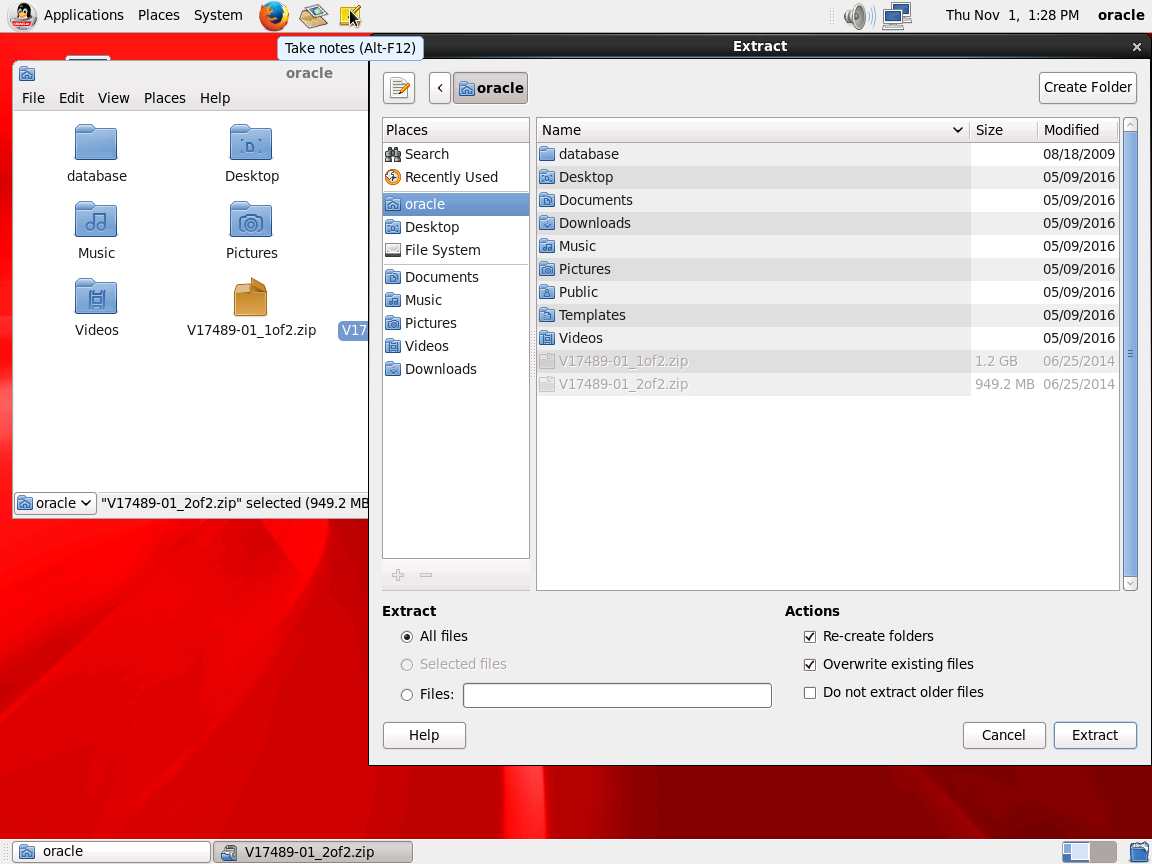 Applications Places System Thu Nov 1, 1:28 PM oracle
Take notes (Alt-F12)
oracle
File Edit View Places Help
database Desktop
Music Pictures
Videos V17489-01_1of2.zip V17
oracle "V17489-01_2of2.zip" selected (949.2 MB
Extract
oracle Create Folder
Places
Search
Recently Used
oracle
Desktop
File System
Documents
Music
Pictures
Videos
Downloads
Name Size Modified
database 08/18/2009
Desktop 05/09/2016
Documents 05/09/2016
Downloads 05/09/2016
Music 05/09/2016
Pictures 05/09/2016
Public 05/09/2016
Templates 05/09/2016
Videos 05/09/2016
V17489-01_1of2.zip 1.2 GB 06/25/2014
V17489-01_2of2.zip 949.2 MB 06/25/2014
Extract
All files
Selected files
Files:
Actions
Re-create folders
Overwrite existing files
Do not extract older files
Help Cancel Extract
oracle V17489-01_2of2.zip